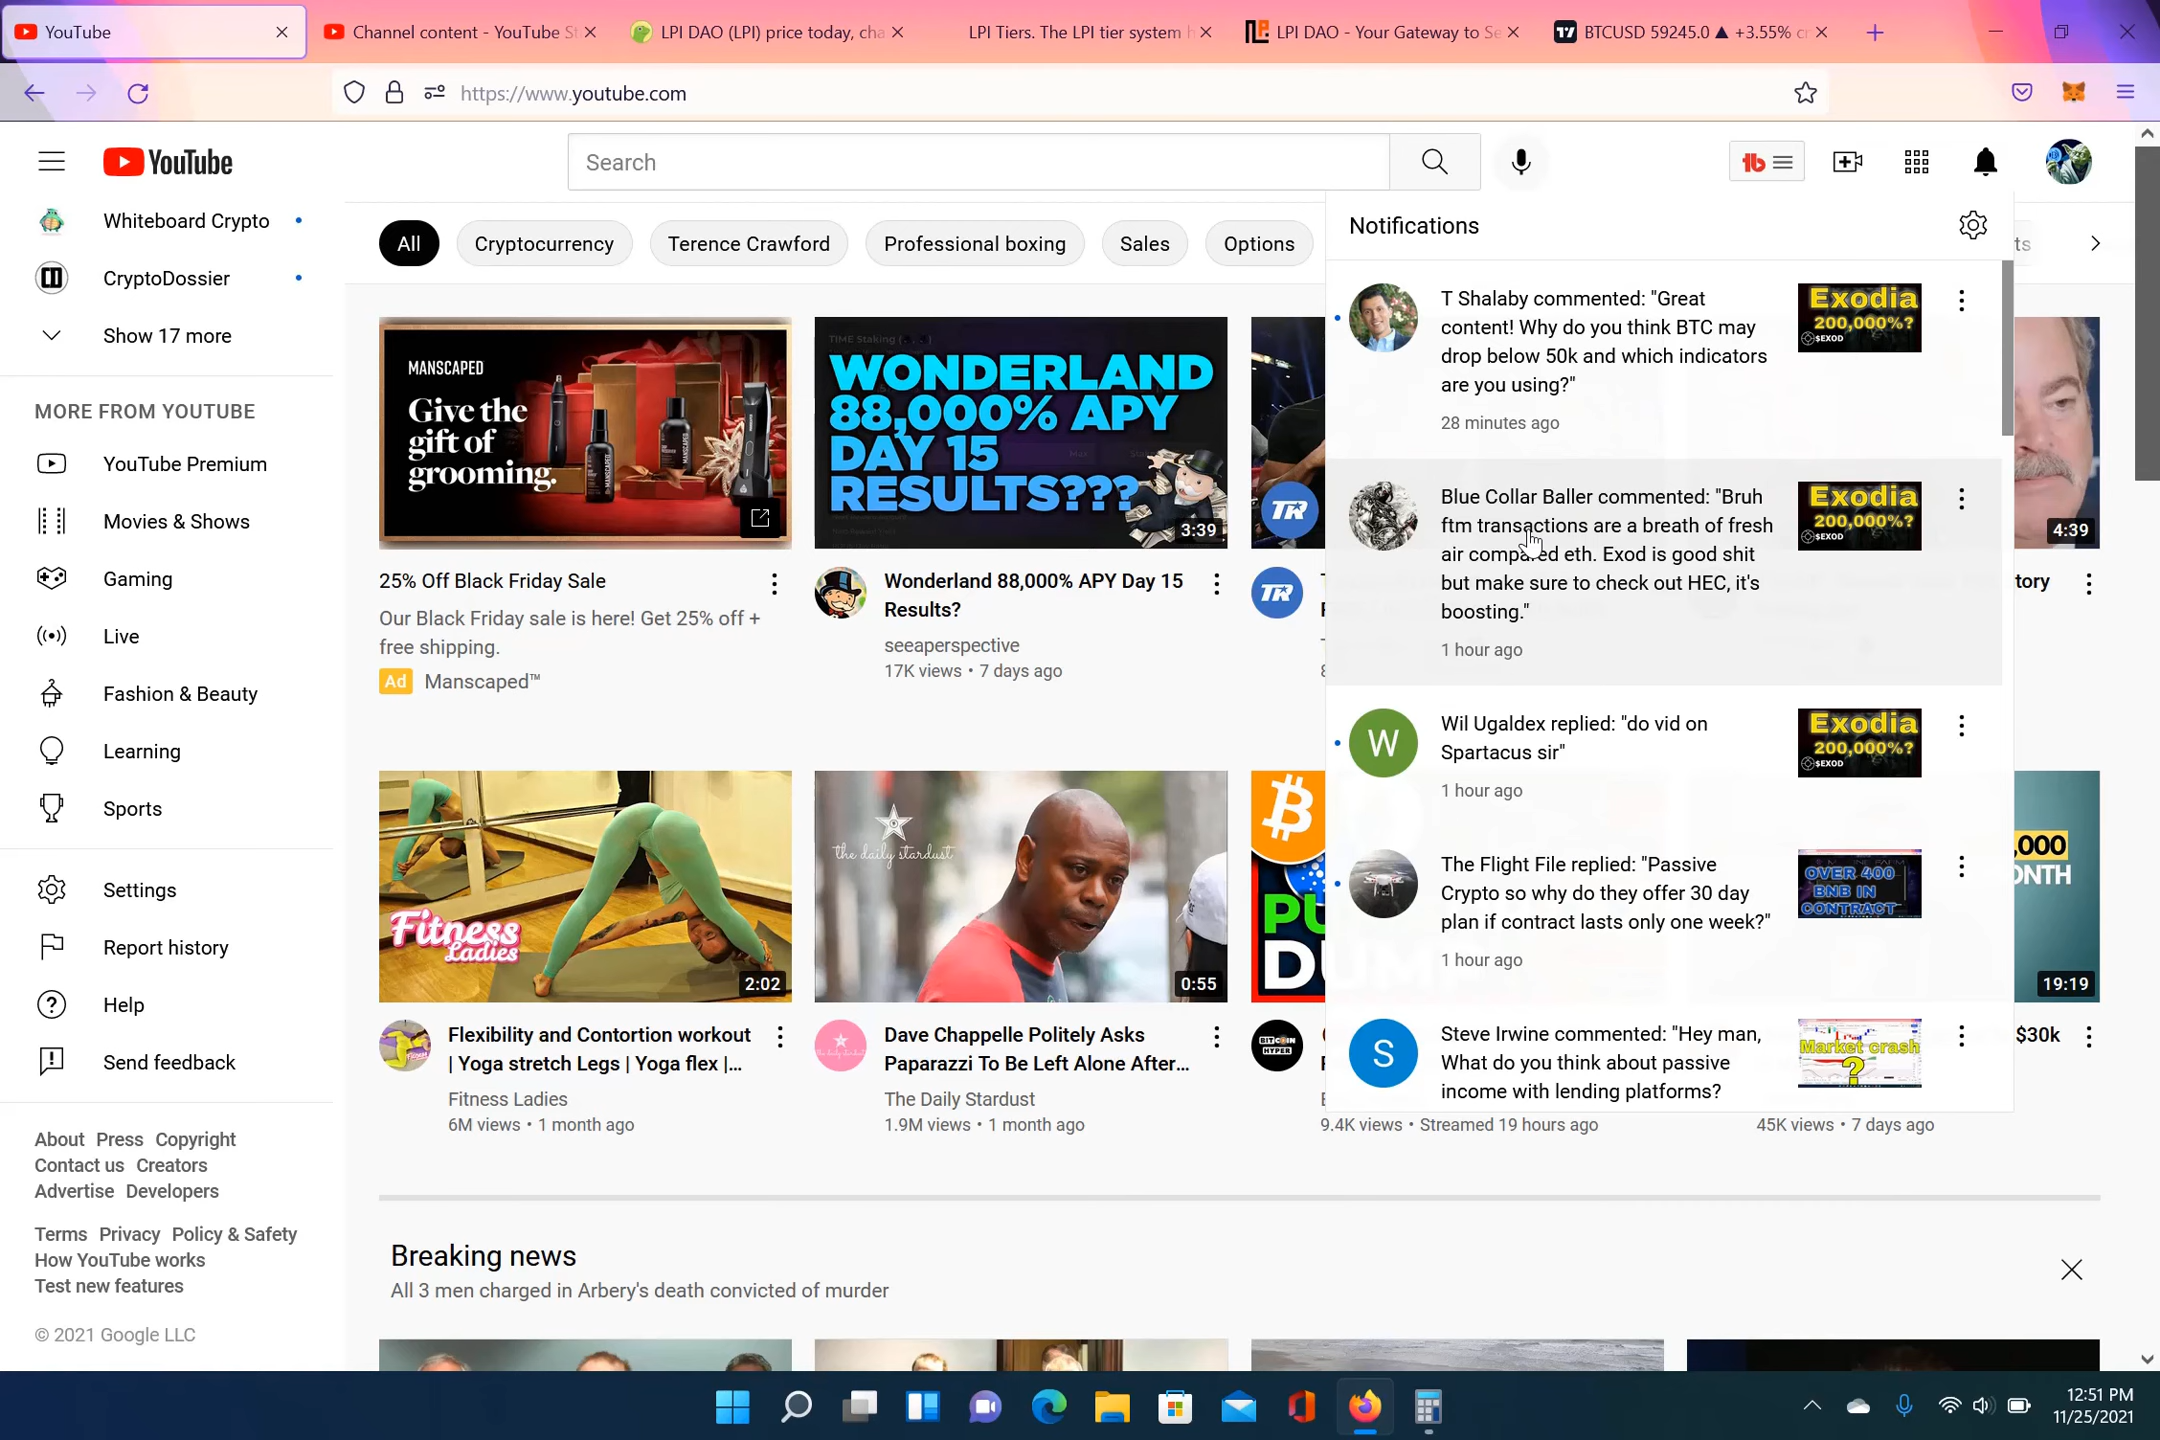 YouTube
Channel content - YouTube St
LPI DAO (LPI) price today, cha
LPI Tiers. The LPI tier system h
LPI DAO - Your Gateway to Se
BTCUSD 59245.0 ▲ +3.55%
https://www.youtube.com
YouTube
Search
Whiteboard Crypto
CryptoDossier
Show 17 more
MORE FROM YOUTUBE
YouTube Premium
Movies & Shows
Gaming
Live
Fashion & Beauty
Learning
Sports
Settings
Report history
Help
Send feedback
About Press Copyright
Contact us Creators
Advertise Developers
Terms Privacy Policy & Safety
How YouTube works
Test new features
© 2021 Google LLC
All
Cryptocurrency
Terence Crawford
Professional boxing
Sales
Options
ts
MANSCAPED
Give the
gift of
grooming.
25% Off Black Friday Sale
Our Black Friday sale is here! Get 25% off +
free shipping.
Ad Manscaped™
TIME Staking
WONDERLAND
88,000% APY
DAY 15
RESULTS???
3:39
Wonderland 88,000% APY Day 15
Results?
seeaperspective
17K views • 7 days ago
TR
TR
4:39
tory
Fitness
Ladies
2:02
Flexibility and Contortion workout
| Yoga stretch Legs | Yoga flex |...
Fitness Ladies
6M views • 1 month ago
the daily stardust
0:55
Dave Chappelle Politely Asks
Paparazzi To Be Left Alone After...
The Daily Stardust
1.9M views • 1 month ago
PU
DUMP
BITCOIN
HYPER
9.4K views • Streamed 19 hours ago
,000
ONTH
19:19
$30k
45K views • 7 days ago
Notifications
T Shalaby commented: "Great
content! Why do you think BTC may
drop below 50k and which indicators
are you using?"
28 minutes ago
Exodia
200,000%?
$EXOD
Blue Collar Baller commented: "Bruh
ftm transactions are a breath of fresh
air compared eth. Exod is good shit
but make sure to check out HEC, it's
boosting."
1 hour ago
Exodia
200,000%?
$EXOD
W
Wil Ugaldex replied: "do vid on
Spartacus sir"
1 hour ago
Exodia
200,000%?
$EXOD
The Flight File replied: "Passive
Crypto so why do they offer 30 day
plan if contract lasts only one week?"
1 hour ago
OVER 400
BNB IN
CONTRACT
S
Steve Irwine commented: "Hey man,
What do you think about passive
income with lending platforms?
Market crash
?
Breaking news
All 3 men charged in Arbery's death convicted of murder
12:51 PM
11/25/2021